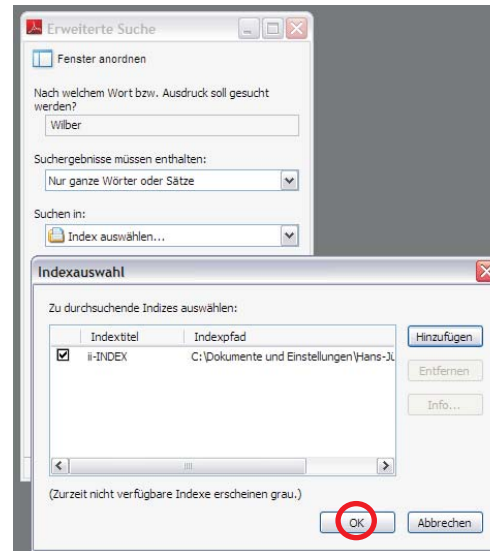 Erweiterte Suche
Fenster anordnen
Nach welchem Wort bzw. Ausdruck soll gesucht
werden?
Wilber
Suchergebnisse müssen enthalten:
Nur ganze Wörter oder Sätze
Suchen in:
Index auswählen...
Indexauswahl
Zu durchsuchende Indizes auswählen:
Indextitel Indexpfad
ii-INDEX C:\Dokumente und Einstellungen\Hans-Jü
Hinzufügen
Entfernen
Info...
(Zurzeit nicht verfügbare Indexe erscheinen grau.)
OK Abbrechen